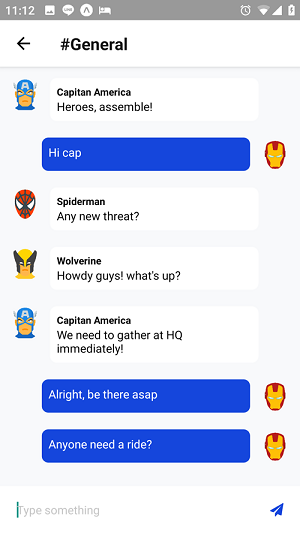 11:12
#General
Capitan America
Heroes, assemble!
Hi cap
Spiderman
Any new threat?
Wolverine
Howdy guys! what's up?
Capitan America
We need to gather at HQ
immediately!
Alright, be there asap
Anyone need a ride?
Type something